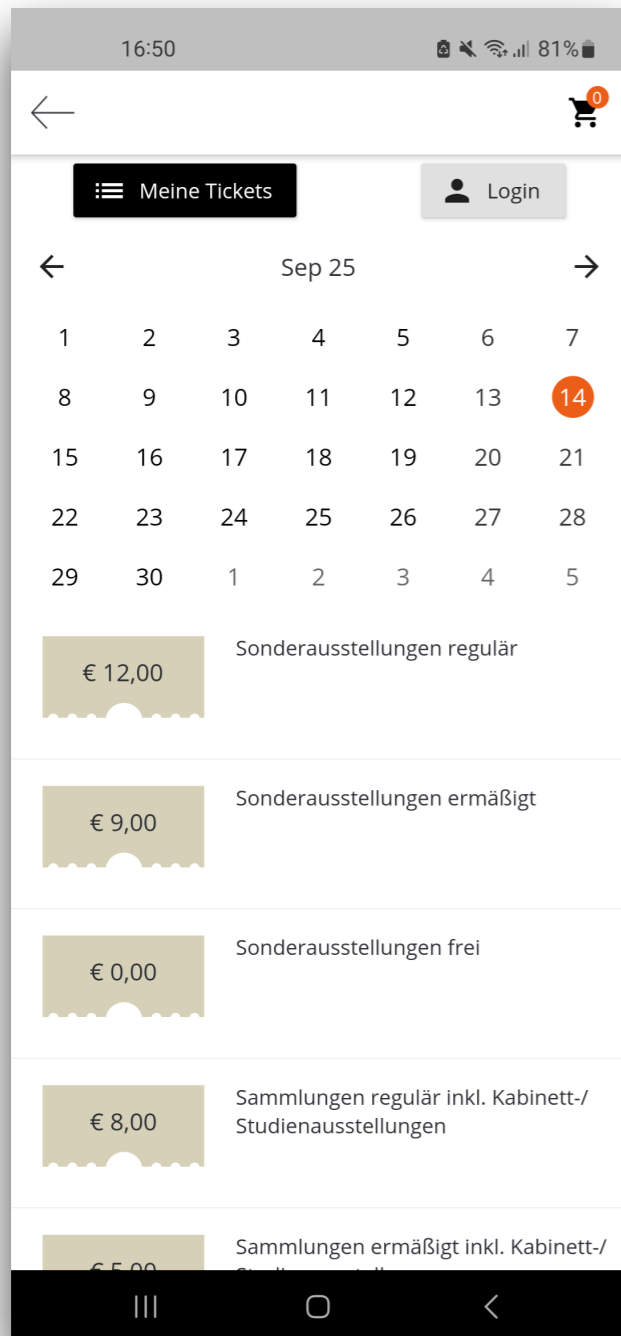 16:50 81%
0
Meine Tickets Login
Sep 25
1 2 3 4 5 6 7
8 9 10 11 12 13 14
15 16 17 18 19 20 21
22 23 24 25 26 27 28
29 30 1 2 3 4 5
€ 12,00 Sonderausstellungen regulär
€ 9,00 Sonderausstellungen ermäßigt
€ 0,00 Sonderausstellungen frei
€ 8,00 Sammlungen regulär inkl. Kabinett-/
Studienausstellungen
Sammlungen ermäßigt inkl. Kabinett-/
€ 5,00